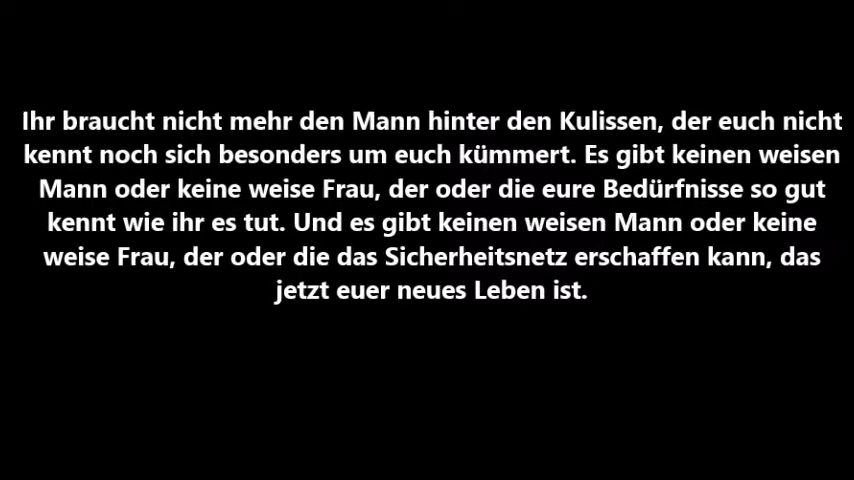 Ihr braucht nicht mehr den Mann hinter den Kulissen, der euch nicht
kennt noch sich besonders um euch kümmert. Es gibt keinen weisen
Mann oder keine weise Frau, der oder die eure Bedürfnisse so gut
kennt wie ihr es tut. Und es gibt keinen weisen Mann oder keine
weise Frau, der oder die das Sicherheitsnetz erschaffen kann, das
jetzt euer neues Leben ist.